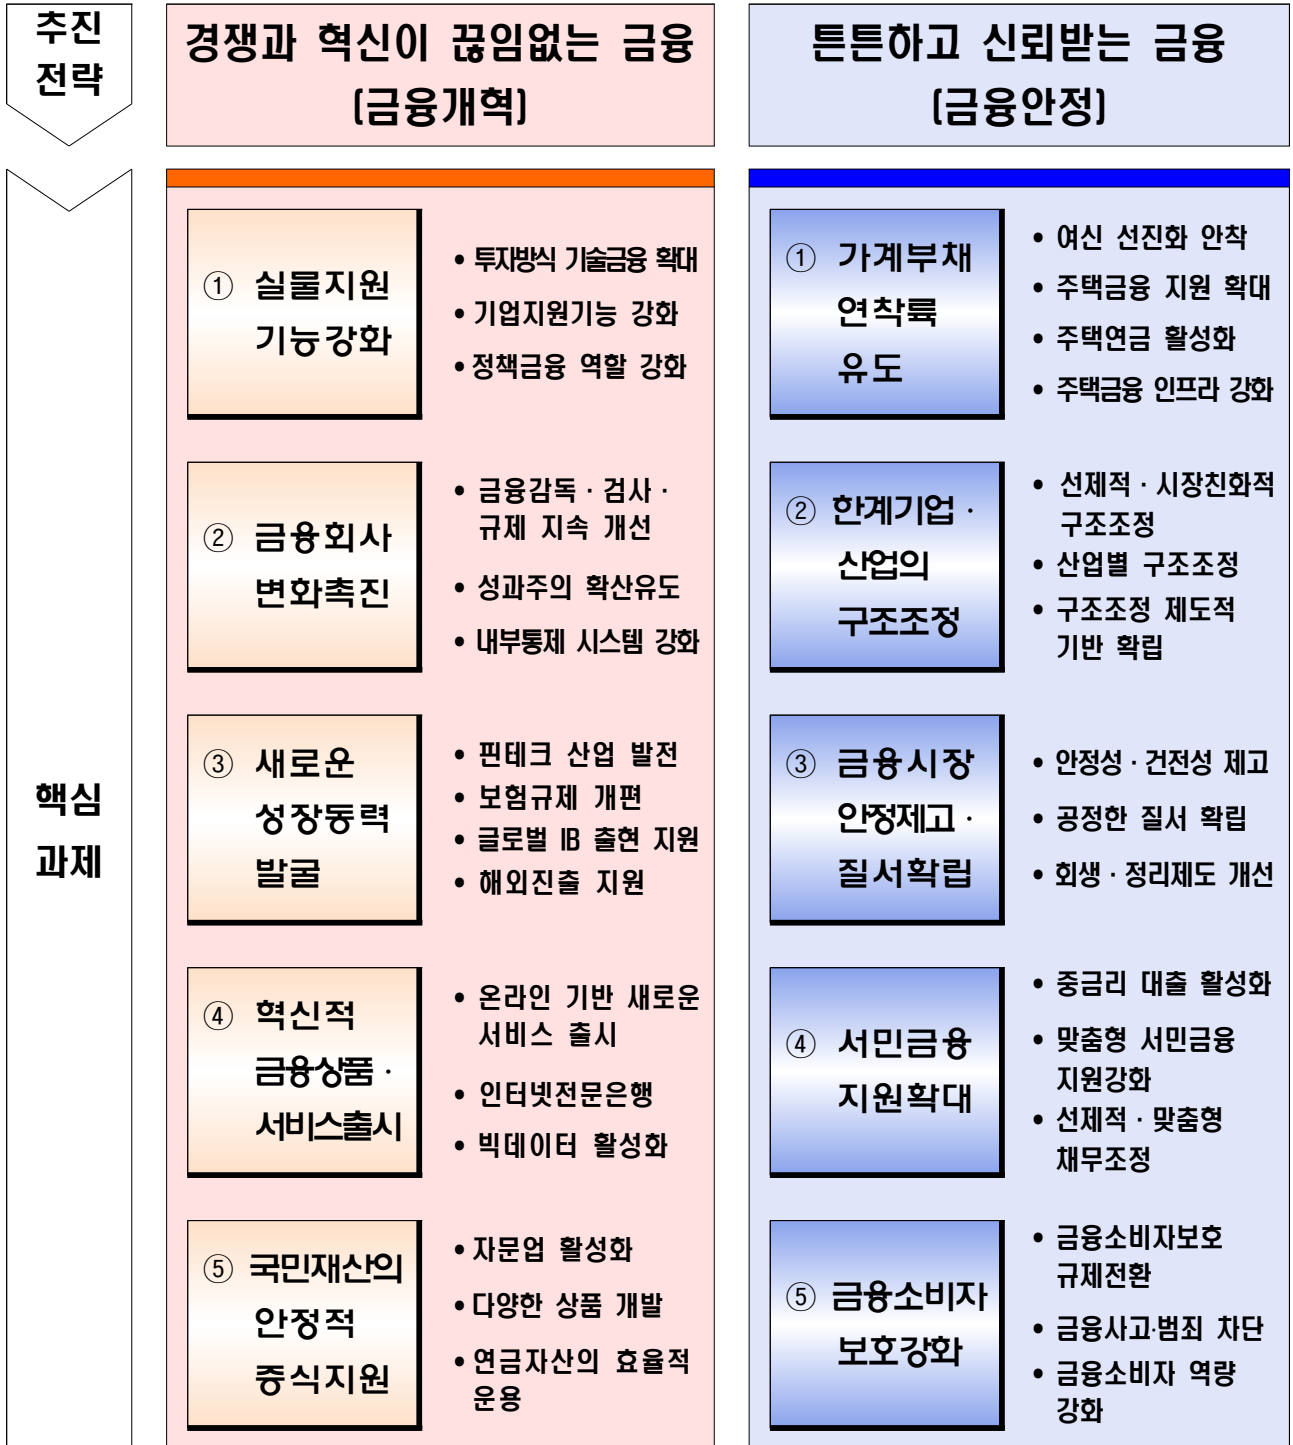 추진
전략
경쟁과 혁신이 끊임없는 금융
(금융개혁)
튼튼하고 신뢰받는 금융
(금융안정)
핵심
과제
① 실물지원
기능강화
• 투자방식 기술금융 확대
• 기업지원기능 강화
• 정책금융 역할 강화
② 금융회사
변화촉진
• 금융감독 · 검사 ·
규제 지속 개선
• 성과주의 확산유도
• 내부통제 시스템 강화
③ 새로운
성장동력
발굴
• 핀테크 산업 발전
• 보험규제 개편
• 글로벌 IB 출현 지원
• 해외진출 지원
④ 혁신적
금융상품 ·
서비스출시
• 온라인 기반 새로운
서비스 출시
• 인터넷전문은행
• 빅데이터 활성화
⑤ 국민재산의
안정적
증식지원
• 자문업 활성화
• 다양한 상품 개발
• 연금자산의 효율적
운용
① 가계부채
연착륙
유도
• 여신 선진화 안착
• 주택금융 지원 확대
• 주택연금 활성화
• 주택금융 인프라 강화
② 한계기업 ·
산업의
구조조정
• 선제적 · 시장친화적
구조조정
• 산업별 구조조정
• 구조조정 제도적
기반 확립
③ 금융시장
안정제고 ·
질서확립
• 안정성 · 건전성 제고
• 공정한 질서 확립
• 회생 · 정리제도 개선
④ 서민금융
지원확대
• 중금리 대출 활성화
• 맞춤형 서민금융
지원강화
• 선제적 · 맞춤형
채무조정
⑤ 금융소비자
보호강화
• 금융소비자보호
규제전환
• 금융사고·범죄 차단
• 금융소비자 역량
강화